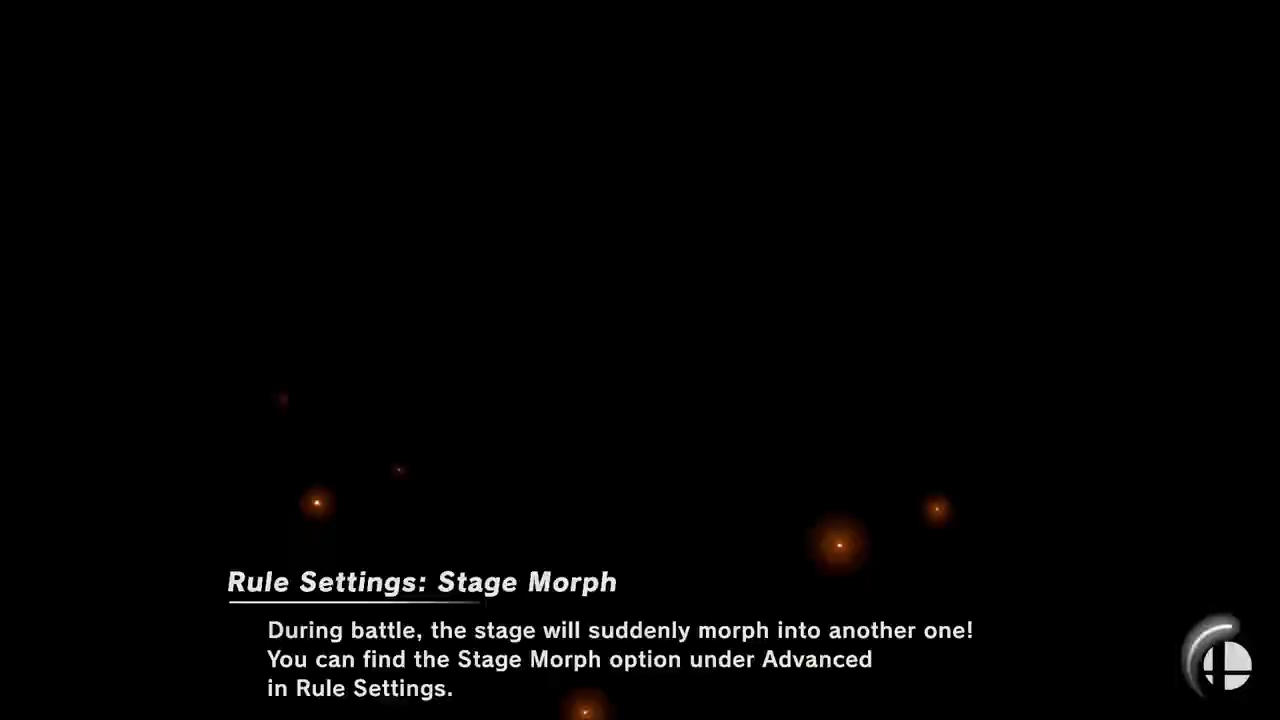 Rule Settings: Stage Morph
During battle, the stage will suddenly morph into another one!
You can find the Stage Morph option under Advanced
in Rule Settings.